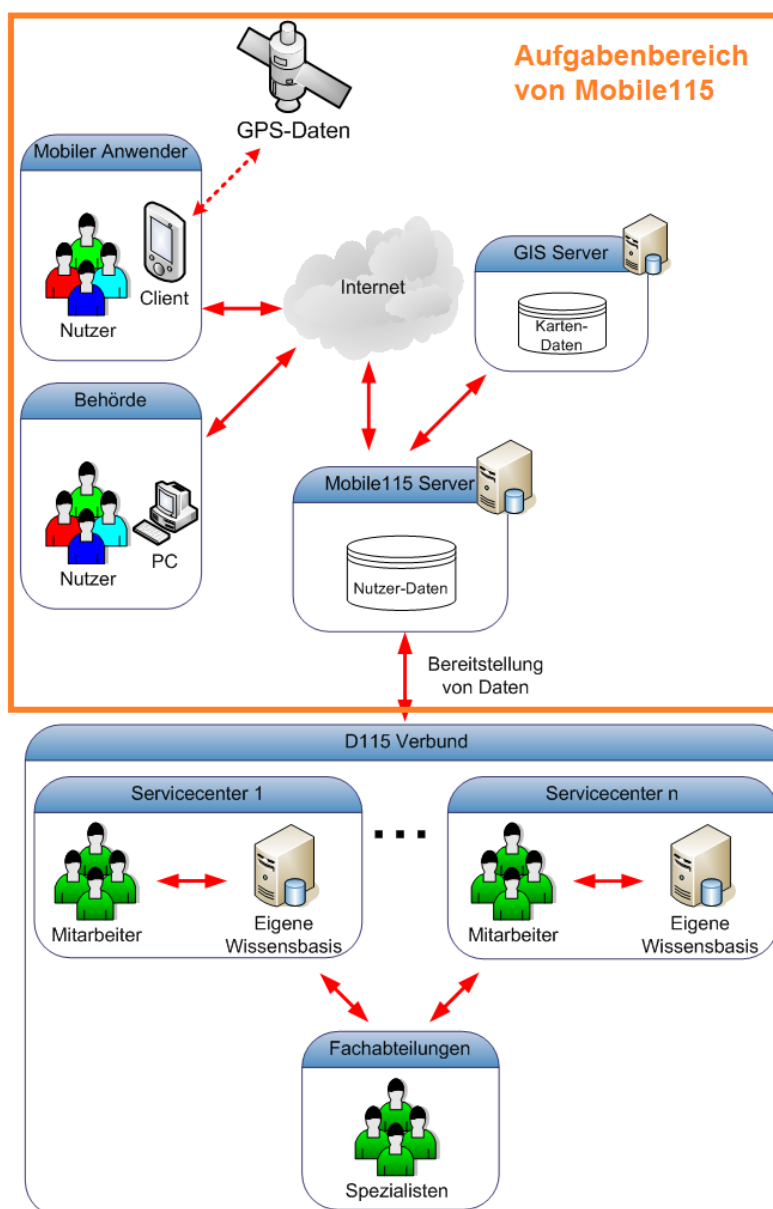 Aufgabenbereich
von Mobile115
GPS-Daten
Mobiler Anwender
Nutzer
Client
Internet
GIS Server
Karten-
Daten
Behörde
Nutzer
PC
Mobile115 Server
Nutzer-Daten
Bereitstellung
von Daten
D115 Verbund
Servicecenter 1
Mitarbeiter
Eigene
Wissensbasis
...
Servicecenter n
Mitarbeiter
Eigene
Wissensbasis
Fachabteilungen
Spezialisten